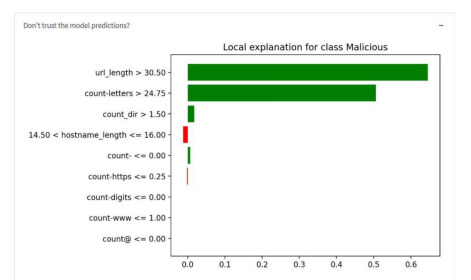 Don't trust the model predictions?
–
Local explanation for class Malicious
url_length > 30.50
count-letters > 24.75
count_dir > 1.50
14.50 < hostname_length <= 16.00
count- <= 0.00
count-https <= 0.25
count-digits <= 0.00
count-www <= 1.00
count@ <= 0.00
0.0 0.1 0.2 0.3 0.4 0.5 0.6